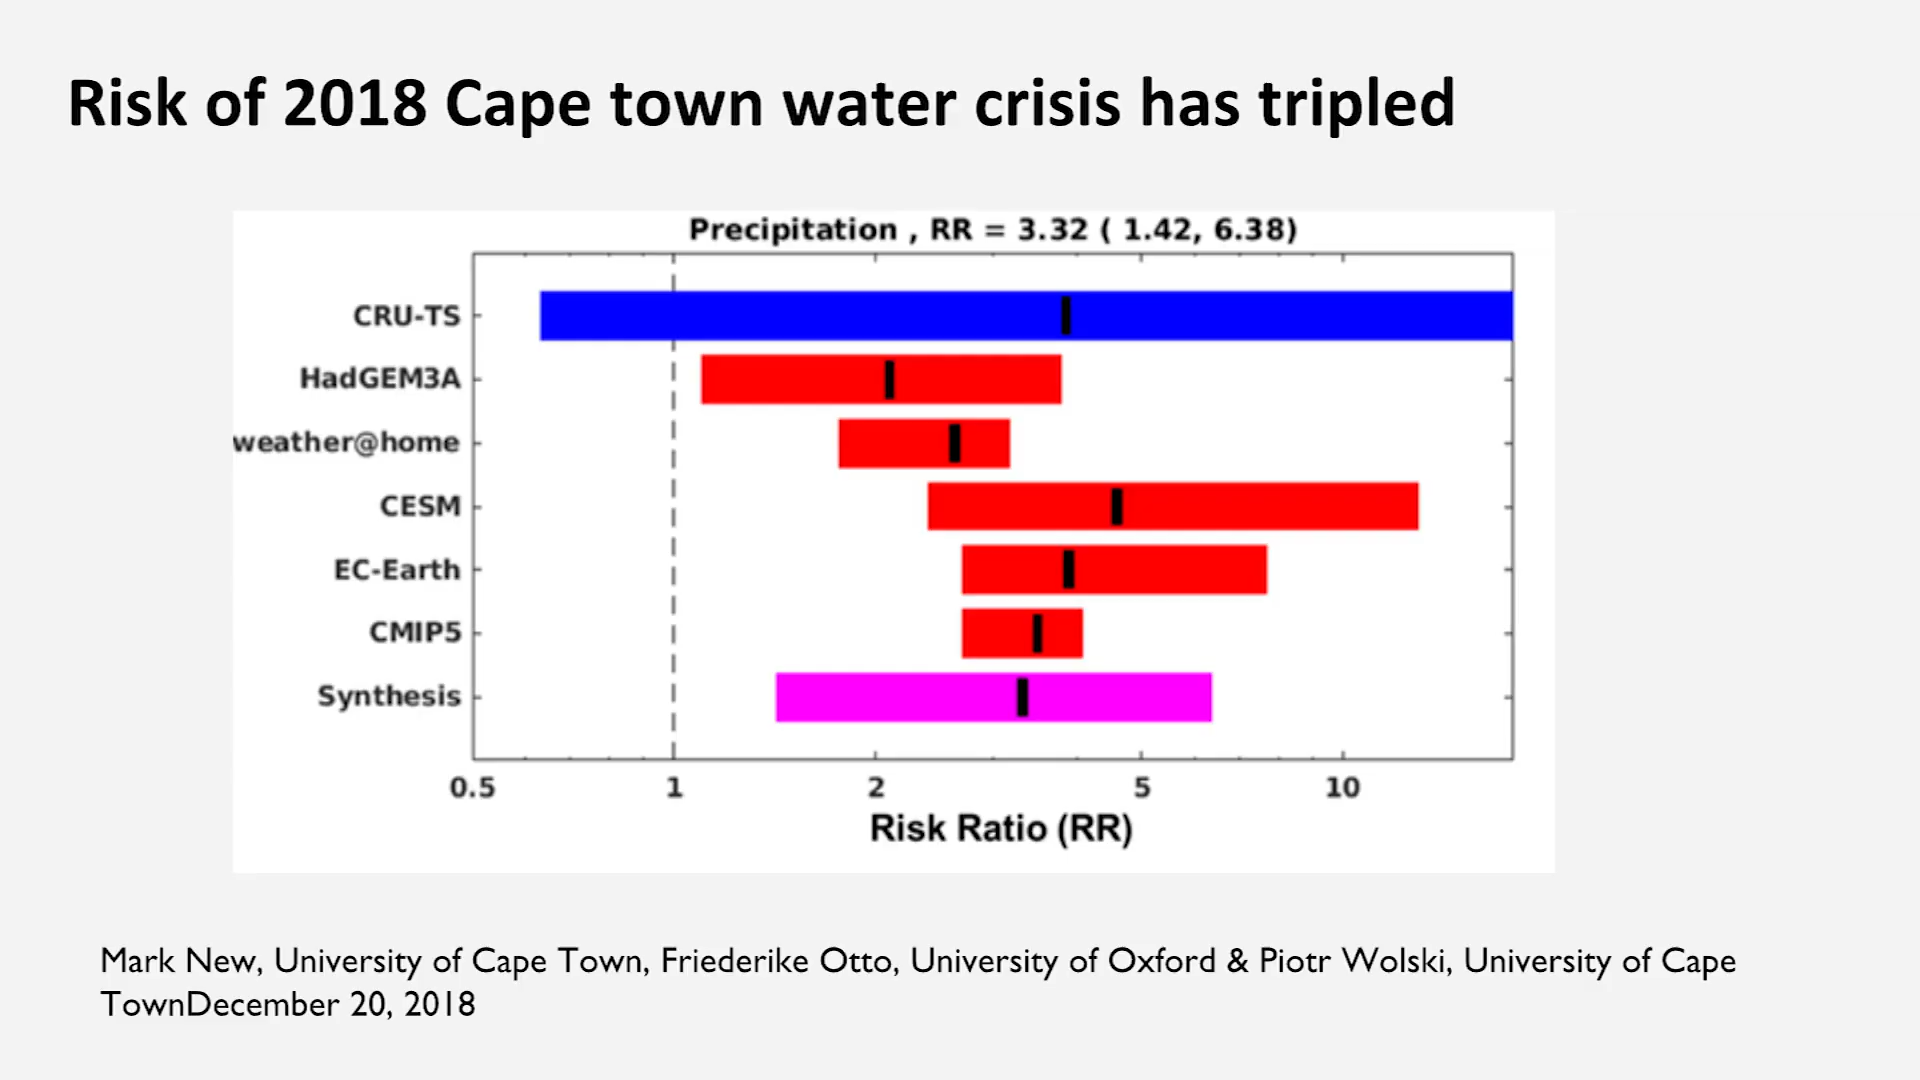 Risk of 2018 Cape town water crisis has tripled
Precipitation , RR = 3.32 ( 1.42, 6.38)
CRU-TS
HadGEM3A
weather@home
CESM
EC-Earth
CMIP5
Synthesis
0.5 1 2 5 10
Risk Ratio (RR)
Mark New, University of Cape Town, Friederike Otto, University of Oxford & Piotr Wolski, University of Cape
TownDecember 20, 2018